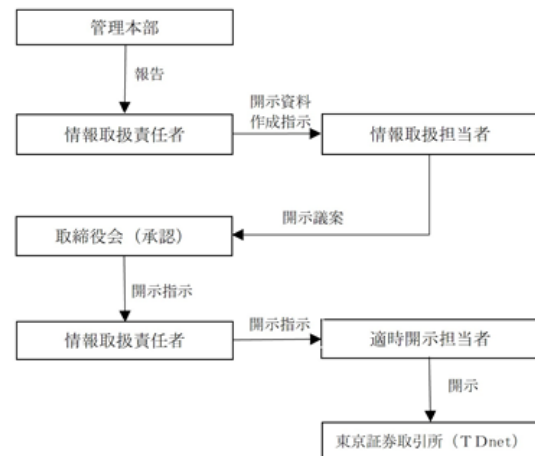 管理本部
報告
開示資料
作成指示
情報取扱責任者
情報取扱担当者
開示議案
取締役会（承認）
開示指示
開示指示
情報取扱責任者
適時開示担当者
開示
東京証券取引所（TDnet）